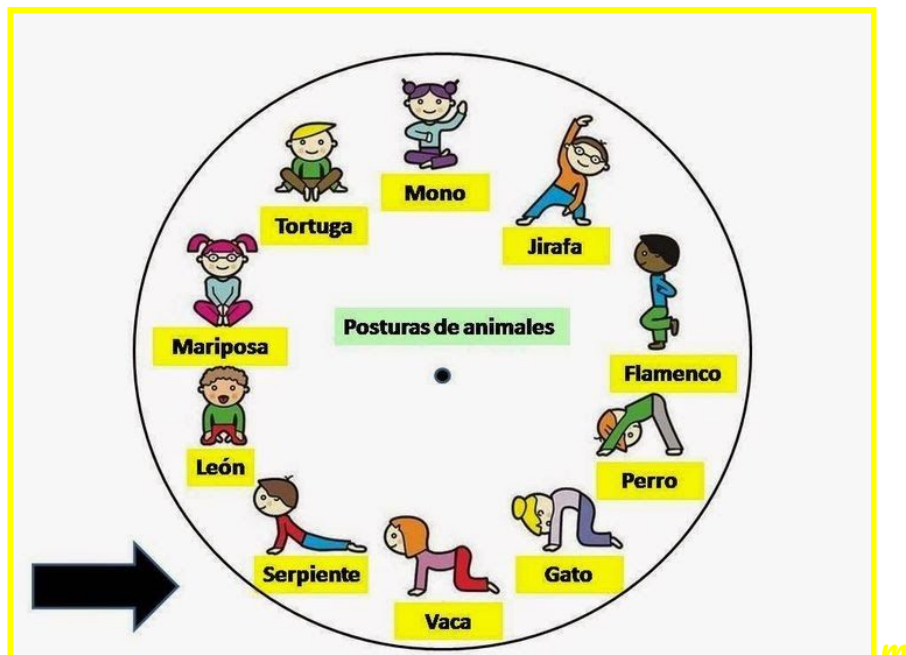 Mono
Tortuga
Jirafa
Mariposa
Posturas de animales
Flamenco
León
Perro
Serpiente
Gato
Vaca
m